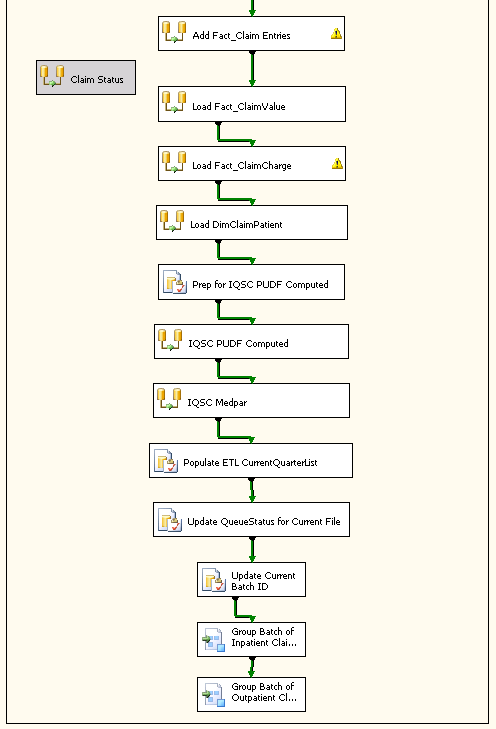 Add Fact_Claim Entries
Claim Status
Load Fact_ClaimValue
Load Fact_ClaimCharge
Load DimClaimPatient
Prep for IQSC PUDF Computed
IQSC PUDF Computed
IQSC Medpar
Populate ETL CurrentQuarterList
Update QueueStatus for Current File
Update Current
Batch ID
Group Batch of
Inpatient Clai...
Group Batch of
Outpatient Cl...